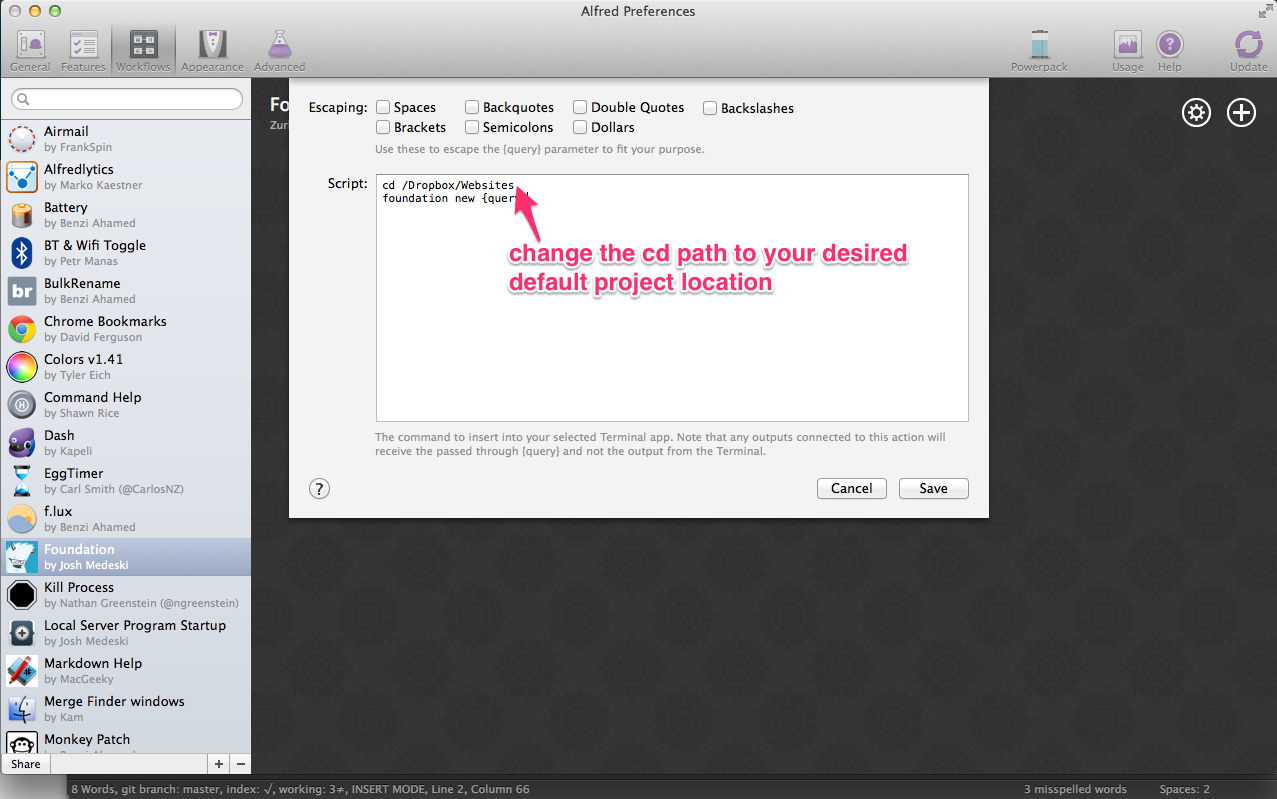 Alfred Preferences
General Features Workflows Appearance Advanced Powerpack Usage Help Update
Airmail
by FrankSpin
Alfredlytics
by Marko Kaestner
Battery
by Benzi Ahamed
BT & Wifi Toggle
by Petr Manas
br
BulkRename
by Benzi Ahamed
Chrome Bookmarks
by David Ferguson
Colors v1.41
by Tyler Eich
Command Help
by Shawn Rice
Dash
by Kapeli
EggTimer
by Carl Smith (@CarlosNZ)
f.lux
by Benzi Ahamed
Foundation
by Josh Medeski
Kill Process
by Nathan Greenstein (@ngreenstein)
Local Server Program Startup
by Josh Medeski
Markdown Help
by MacGeeky
Merge Finder windows
by Kam
Monkey Patch
Share + −
Fo
Zur
Escaping: Spaces Backquotes Double Quotes Backslashes
Brackets Semicolons Dollars
Use these to escape the {query} parameter to fit your purpose.
Script:
cd /Dropbox/Websites
foundation new {query
change the cd path to your desired
default project location
The command to insert into your selected Terminal app. Note that any outputs connected to this action will
receive the passed through {query} and not the output from the Terminal.
? Cancel Save
8 Words, git branch: master, index: √, working: 3≠, INSERT MODE, Line 2, Column 66 3 misspelled words Spaces: 2